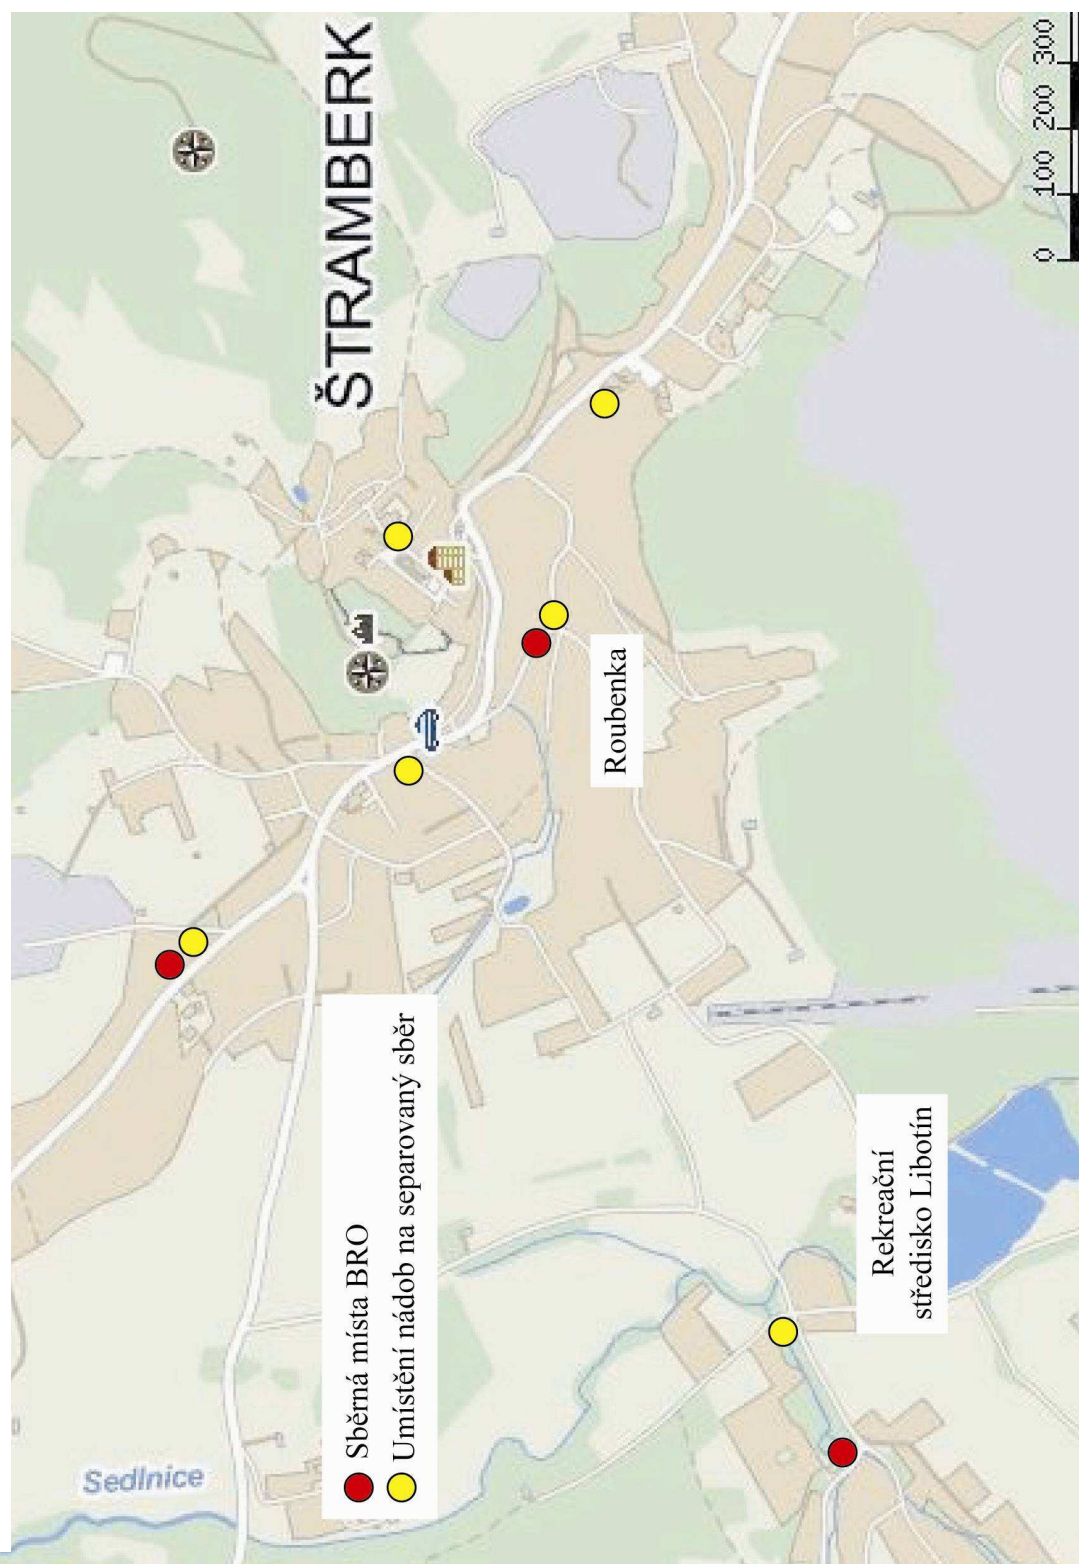 ŠTRAMBERK
0 100 200 300
Roubenka
Sběrná místa BRO
Umístění nádob na separovaný sběr
Rekreační
středisko Libotín
Sedlnice